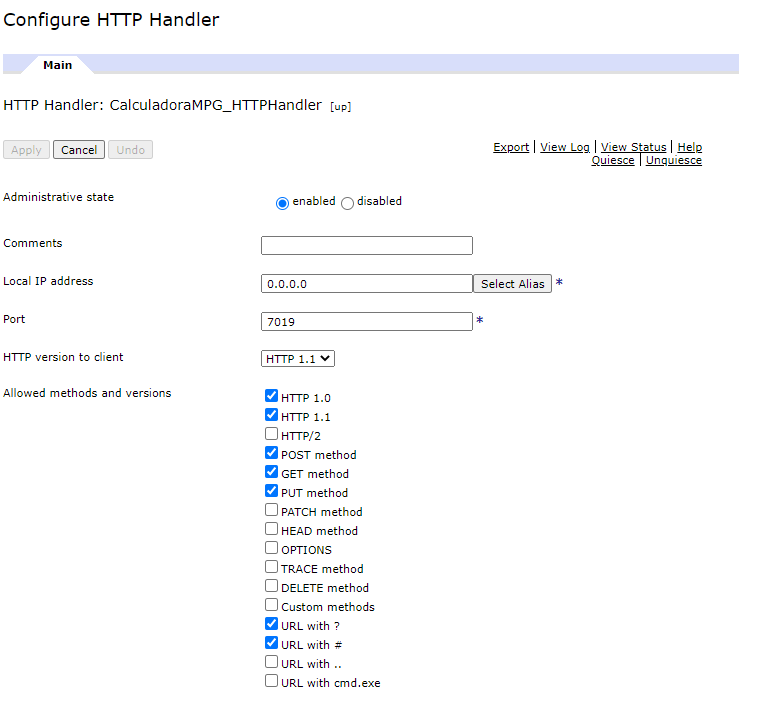 Configure HTTP Handler
Main
HTTP Handler: CalculadoraMPG_HTTPHandler [up]
Apply Cancel Undo
Export | View Log | View Status | Help
Quiesce | Unquiesce
Administrative state
enabled disabled
Comments
Local IP address
0.0.0.0 Select Alias *
Port
7019 *
HTTP version to client
HTTP 1.1
Allowed methods and versions
HTTP 1.0
HTTP 1.1
HTTP/2
POST method
GET method
PUT method
PATCH method
HEAD method
OPTIONS
TRACE method
DELETE method
Custom methods
URL with ?
URL with #
URL with ..
URL with cmd.exe